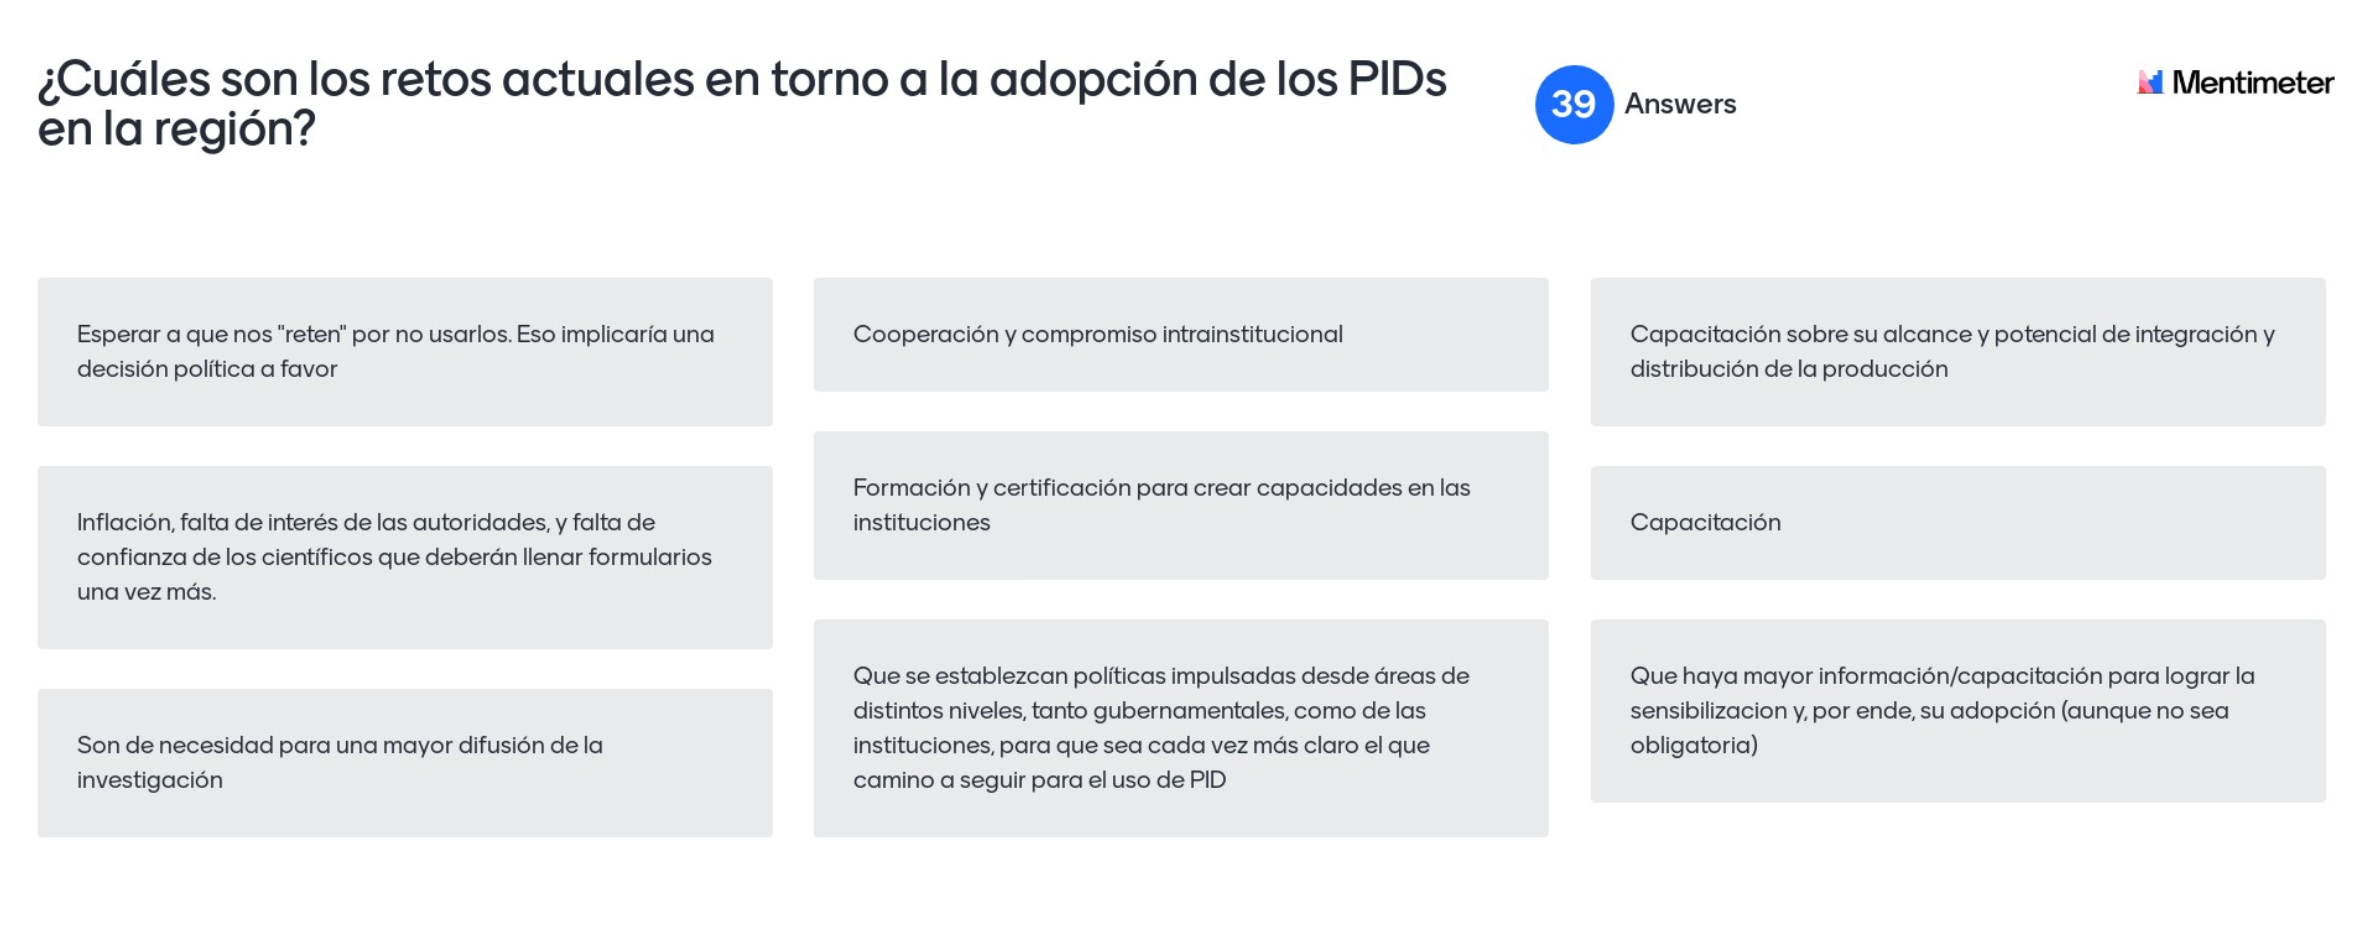 ¿Cuáles son los retos actuales en torno a la adopción de los PIDs
en la región?
39 Answers
Mentimeter
Esperar a que nos "reten" por no usarlos. Eso implicaría una
decisión política a favor
Inflación, falta de interés de las autoridades, y falta de
confianza de los científicos que deberán llenar formularios
una vez más.
Son de necesidad para una mayor difusión de la
investigación
Cooperación y compromiso intrainstitucional
Formación y certificación para crear capacidades en las
instituciones
Que se establezcan políticas impulsadas desde áreas de
distintos niveles, tanto gubernamentales, como de las
instituciones, para que sea cada vez más claro el que
camino a seguir para el uso de PID
Capacitación sobre su alcance y potencial de integración y
distribución de la producción
Capacitación
Que haya mayor información/capacitación para lograr la
sensibilizacion y, por ende, su adopción (aunque no sea
obligatoria)